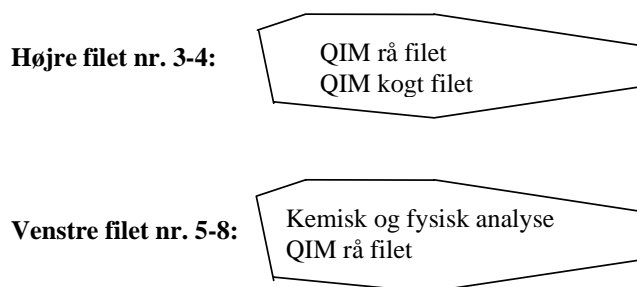 Højre filet nr. 3-4:
QIM rå filet
QIM kogt filet
Venstre filet nr. 5-8:
Kemisk og fysisk analyse
QIM rå filet